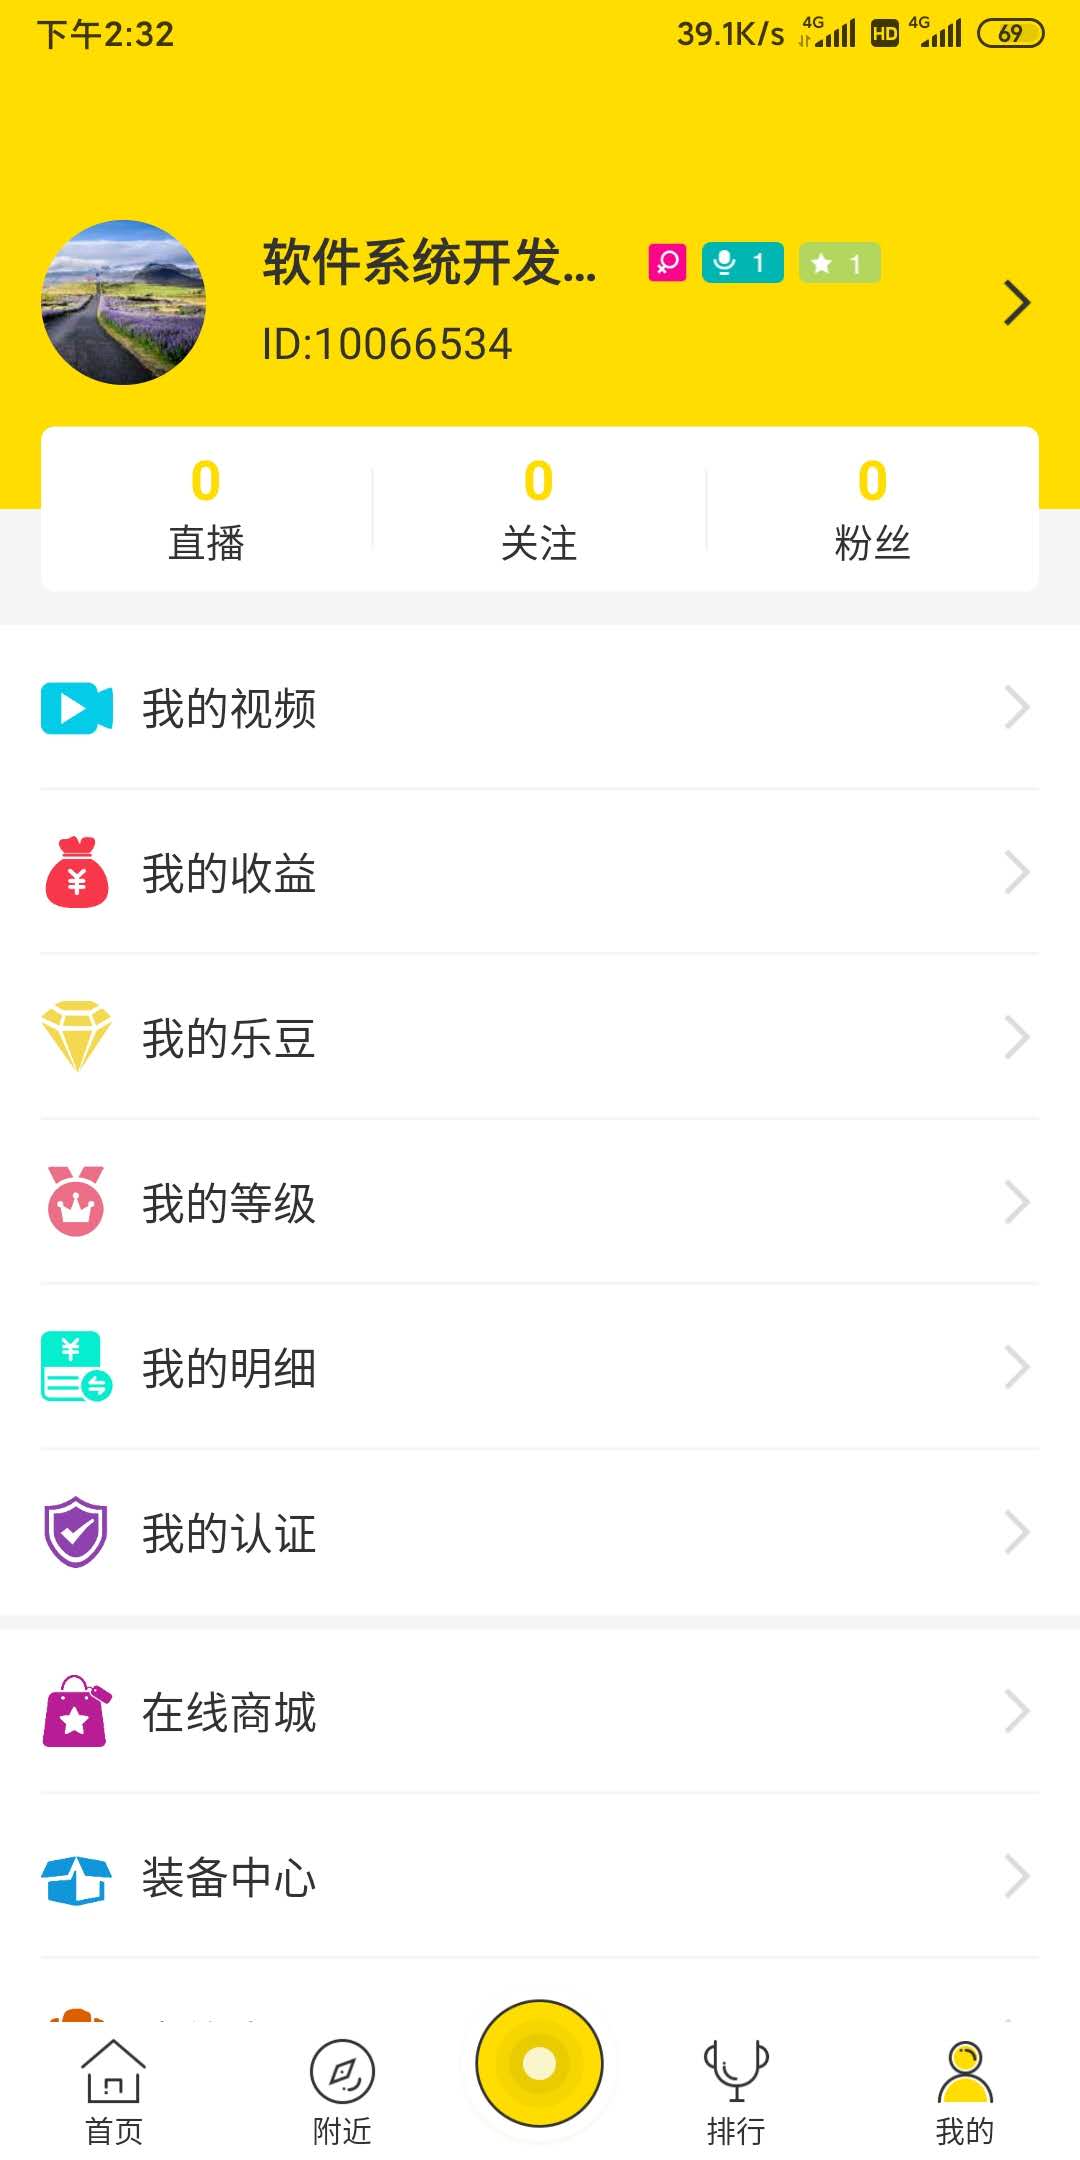 下午2:32
39.1K/s 4G HD 4G 69
软件系统开发... 1 1
ID:10066534
0 0 0
直播 关注 粉丝
我的视频
我的收益
我的乐豆
我的等级
我的明细
我的认证
在线商城
装备中心
首页 附近 排行 我的